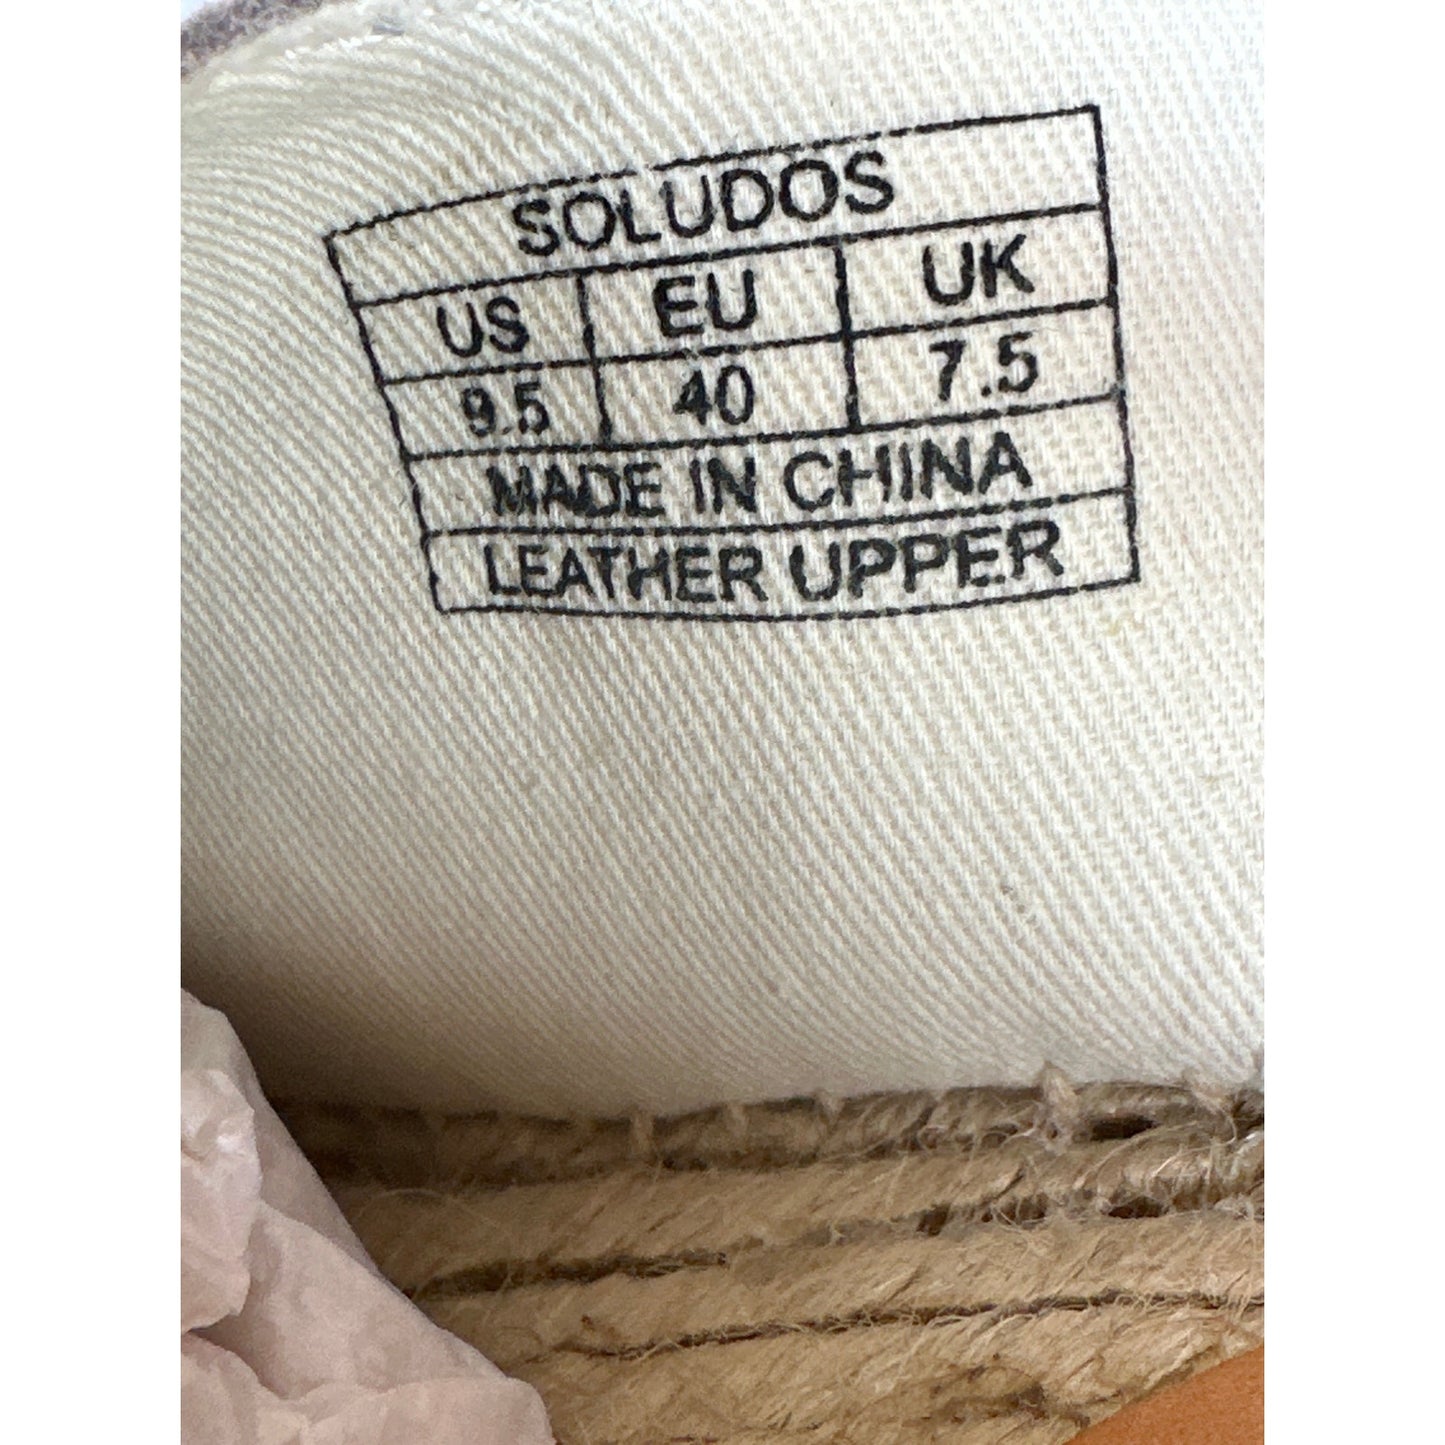 SOLUDOS
US EU UK
9.5 40 7.5
MADE IN CHINA
LEATHER UPPER